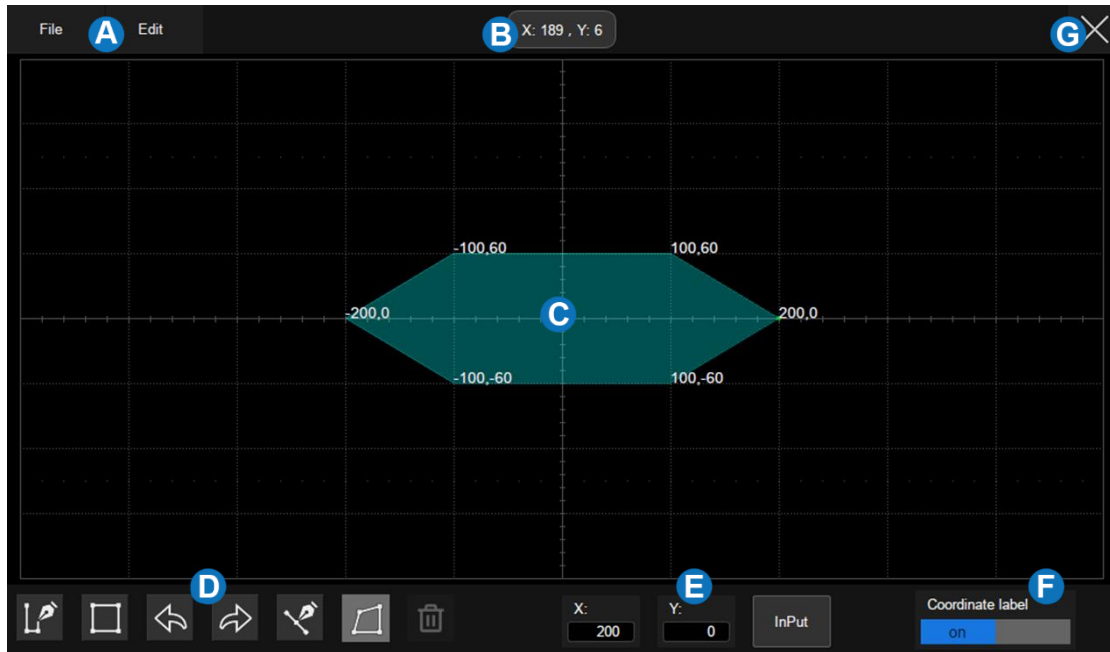 File
A
Edit
B
X: 189 , Y: 6
G
-100,60
100,60
-200,0
C
200,0
-100,-60
100,-60
D
E
F
X:
200
Y:
0
InPut
Coordinate label
on